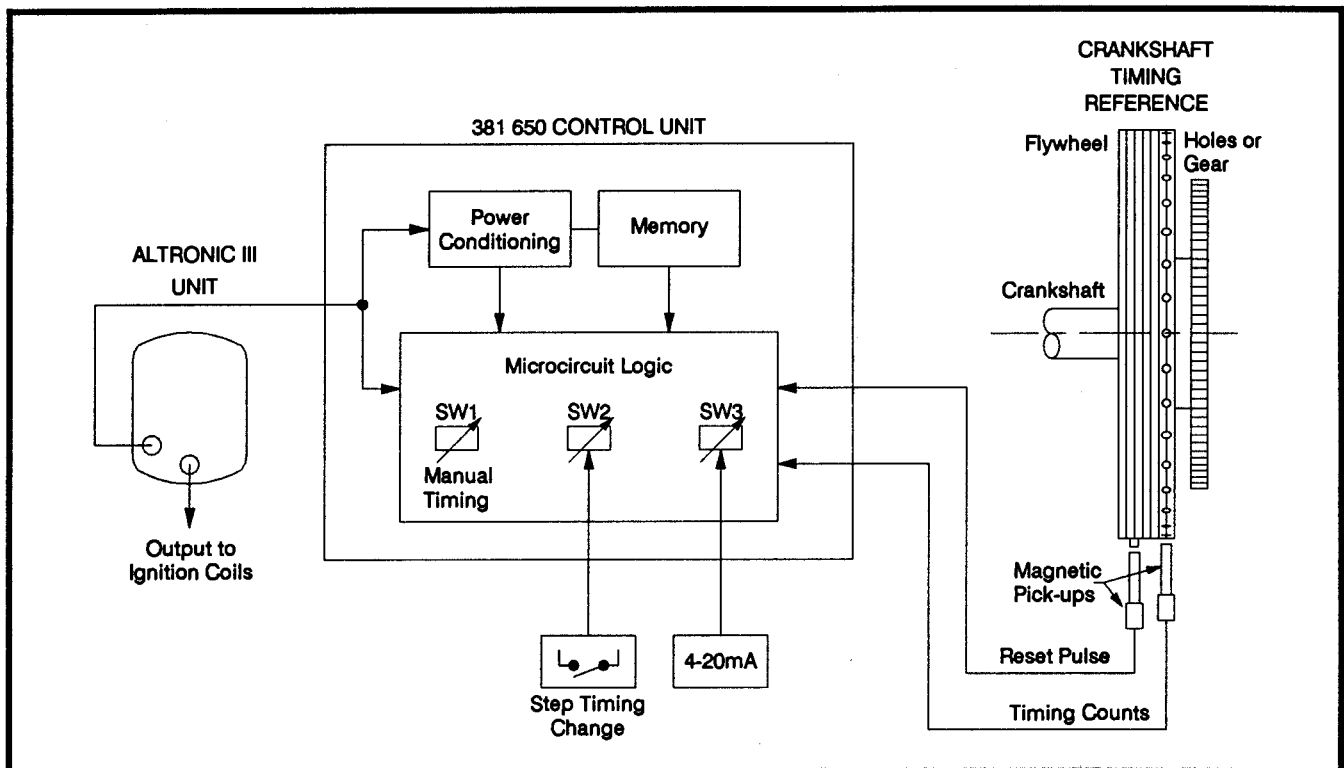 CRANKSHAFT
TIMING
REFERENCE
381 650 CONTROL UNIT
Flywheel
Holes or
Gear
Power
Conditioning
Memory
ALTRONIC III
UNIT
Crankshaft
Microcircuit Logic
SW1
SW2
SW3
Manual
Timing
Output to
Ignition Coils
Magnetic
Pick-ups
4-20mA
Reset Pulse
Step Timing
Change
Timing Counts